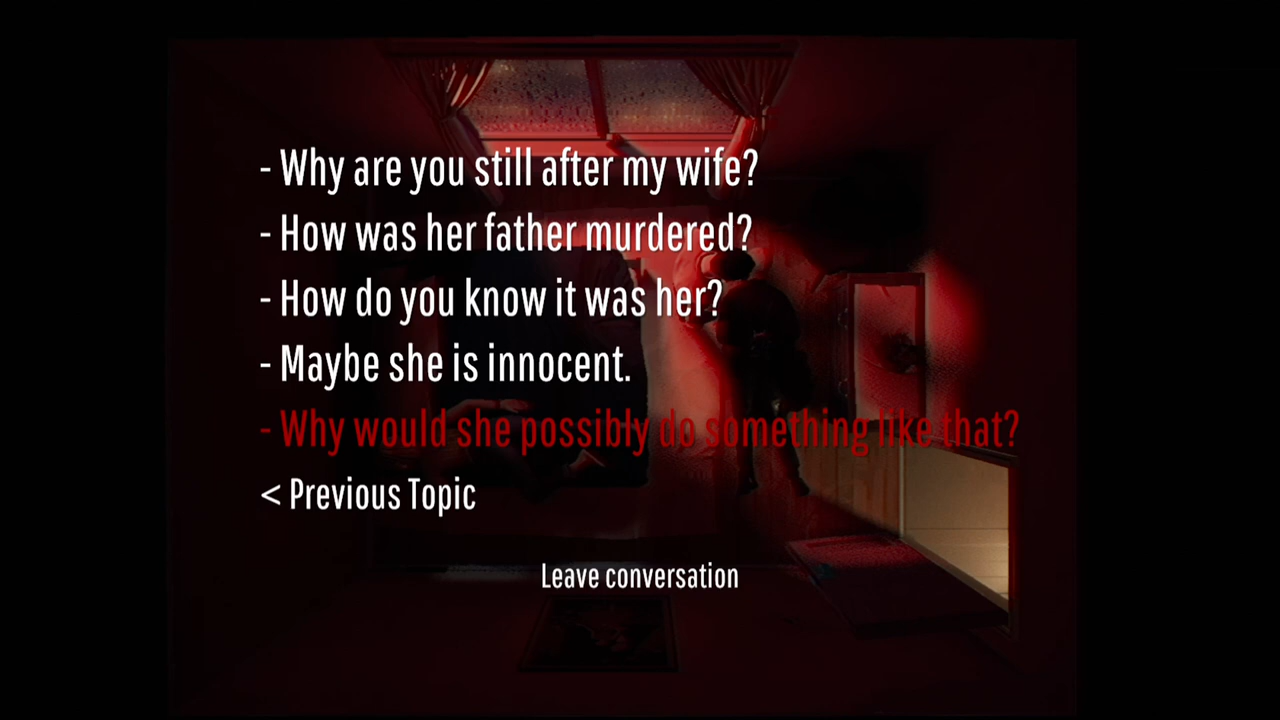 - Why are you still after my wife?
- How was her father murdered?
- How do you know it was her?
- Maybe she is innocent.
- Why would she possibly do something like that?
< Previous Topic
Leave conversation